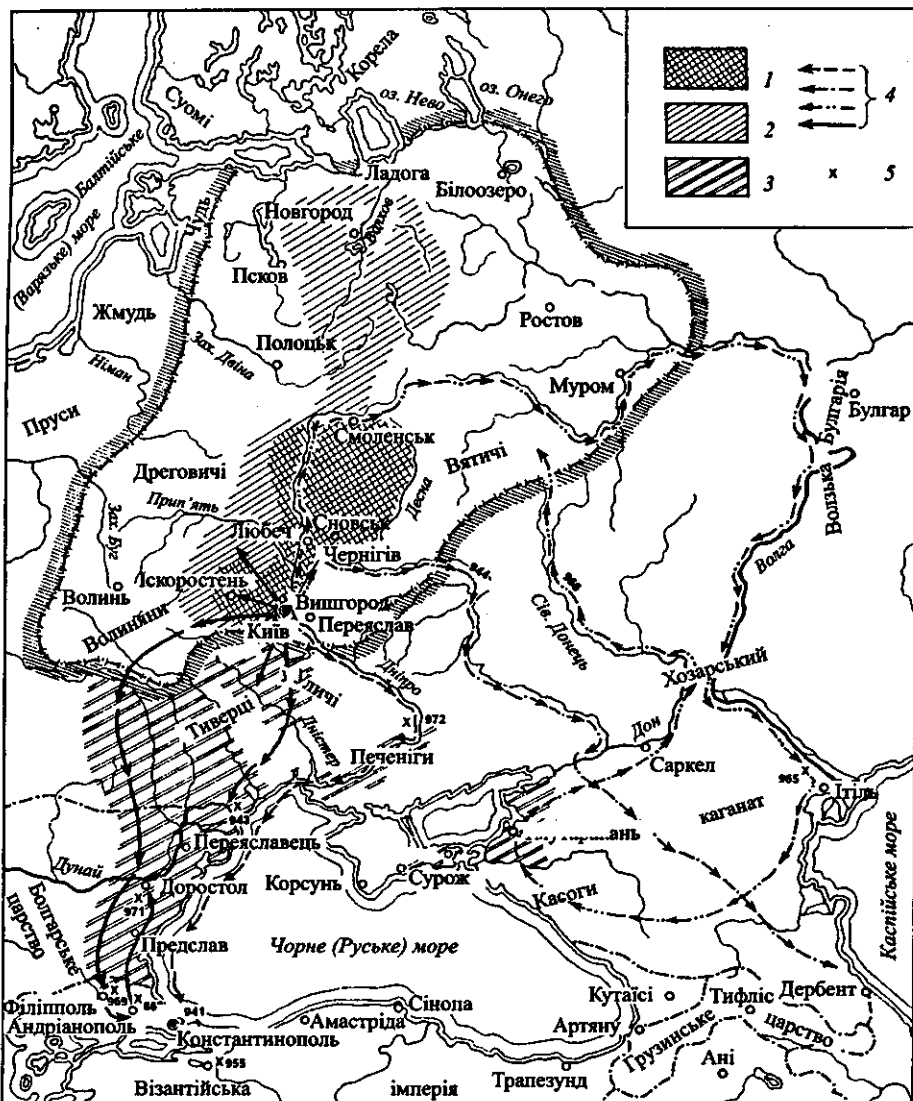 1
2
3
4
5
Корела
оз. Нево
оз. Онего
Суомі
Балтійське
(Варязьке) море
Чудь
Ладога
Білоозеро
Новгород
Волхов
Псков
Жмудь
Ростов
Полоцьк
Зах. Двіна
Німан
Муром
Пруси
Булгар
Волзька
Булгарія
Смоленськ
Вятичі
Дреговичі
Прип'ять
Десна
Любеч
Сновськ
Чернігів
Зах. Буг
Волга
944
Іскоростень
Волинь
Вишгород
Переяслав
Волиняни
Київ
Сів. Донець
Дніпро
Хозарський
каганат
Уличі
Тиверці
Дністер
972
Печеніги
Дон
Саркел
965
Ітіль
943
Переяславець
Дунай
Доростол
971
Корсунь
Сурож
Касоги
Каспійське море
Болгарське
царство
Предслав
Чорне (Руське) море
969
941
Філіпполь
Андріанополь
Константинополь
955
Амастріда
Сінопа
Кутаїсі
Тифліс
Дербент
Артяну
Грузинське
царство
Ані
Трапезунд
Візантійська
імперія